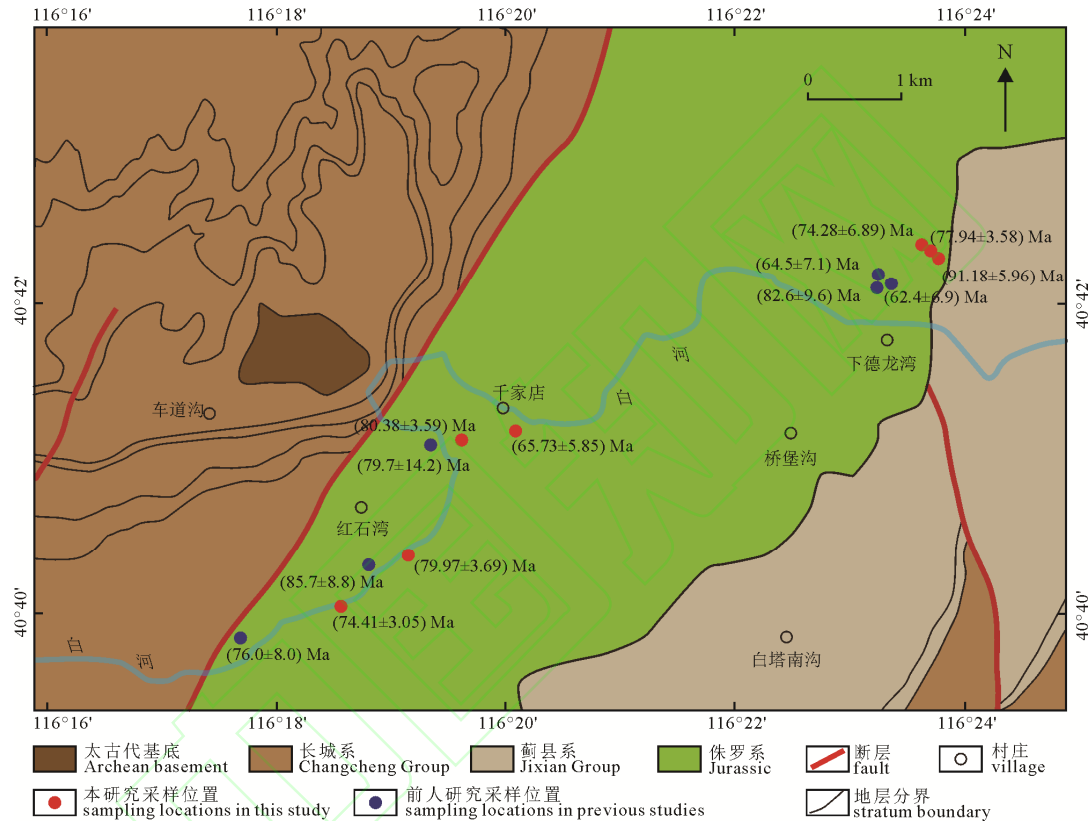 116°16′ 116°18′ 116°20′ 116°22′ 116°24′
N
0 1 km
(74.28±6.89) Ma
(77.94±3.58) Ma
(64.5±7.1) Ma
(91.18±5.96) Ma
(82.6±9.6) Ma
(62.4±6.9) Ma
40°42′ 40°42′
下德龙湾
河
白
千家店
车道沟
(80.38±3.59) Ma
(65.73±5.85) Ma
(79.7±14.2) Ma
桥堡沟
红石湾
(79.97±3.69) Ma
(85.7±8.8) Ma
(74.41±3.05) Ma
40°40′ 40°40′
白
河
(76.0±8.0) Ma
白塔南沟
116°16′ 116°18′ 116°20′ 116°22′ 116°24′
太古代基底
Archean basement
长城系
Changcheng Group
蓟县系
Jixian Group
侏罗系
Jurassic
断层
fault
村庄
village
本研究采样位置
sampling locations in this study
前人研究采样位置
sampling locations in previous studies
地层分界
stratum boundary